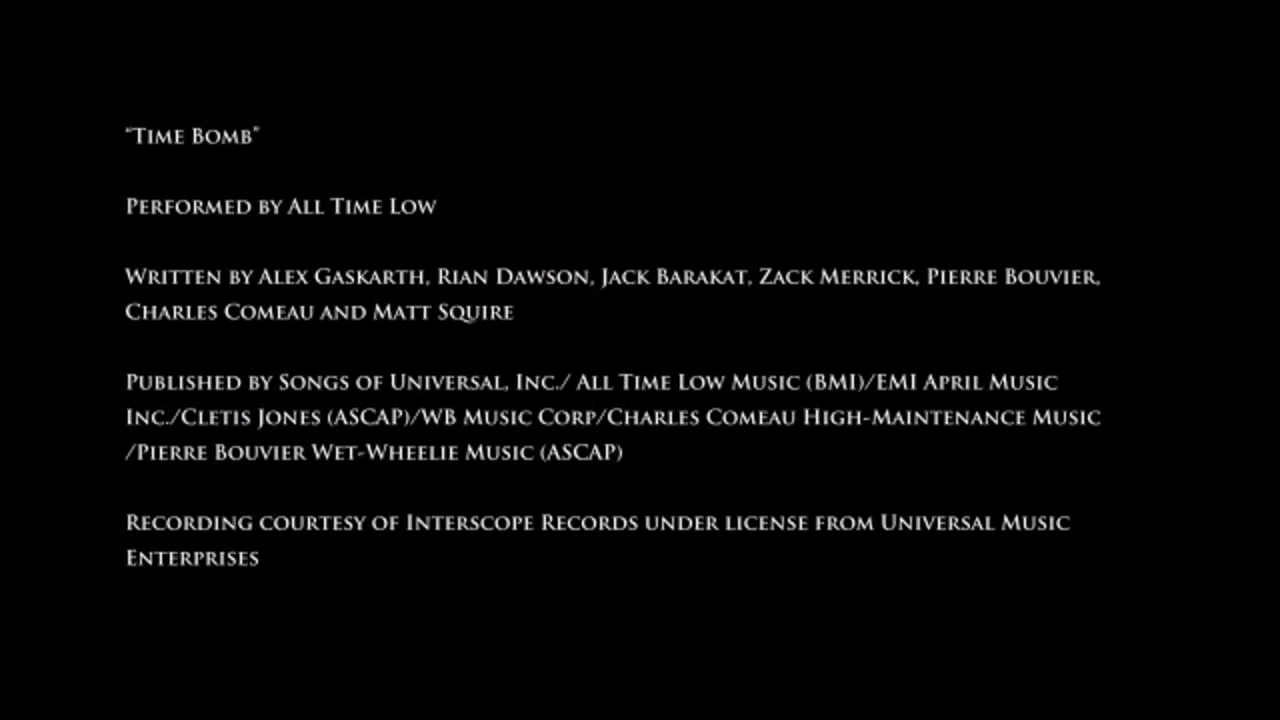 "Time Bomb"
Performed by All Time Low
Written by Alex Gaskarth, Rian Dawson, Jack Barakat, Zack Merrick, Pierre Bouvier,
Charles Comeau and Matt Squire
Published by Songs of Universal, Inc./ All Time Low Music (BMI)/EMI April Music
Inc./Cletis Jones (ASCAP)/WB Music Corp/Charles Comeau High-Maintenance Music
/Pierre Bouvier Wet-Wheelie Music (ASCAP)
Recording courtesy of Interscope Records under license from Universal Music
Enterprises